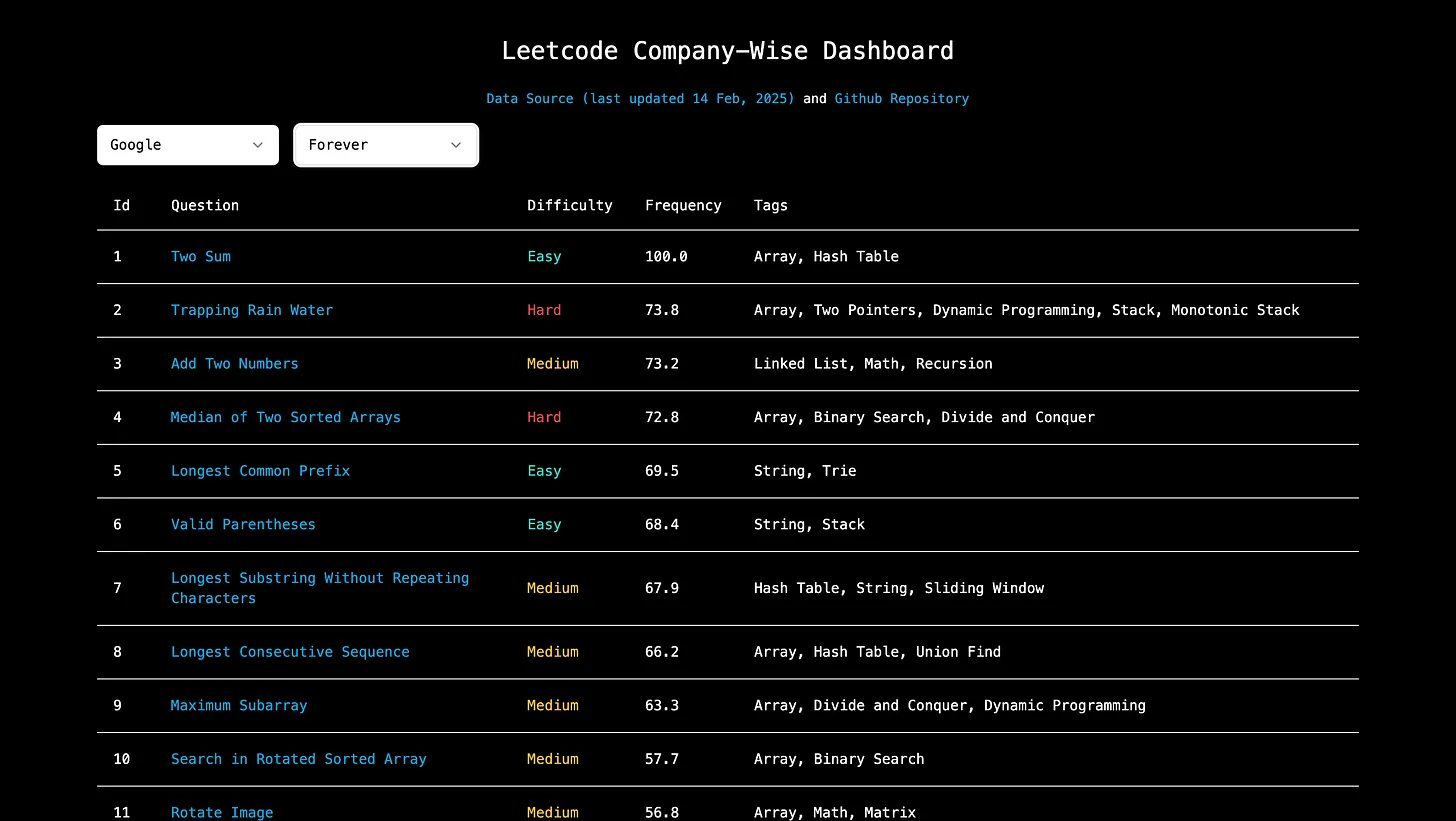 Leetcode Company-Wise Dashboard
Data Source (last updated 14 Feb, 2025) and Github Repository
Google Forever
Id Question Difficulty Frequency Tags
1 Two Sum Easy 100.0 Array, Hash Table
2 Trapping Rain Water Hard 73.8 Array, Two Pointers, Dynamic Programming, Stack, Monotonic Stack
3 Add Two Numbers Medium 73.2 Linked List, Math, Recursion
4 Median of Two Sorted Arrays Hard 72.8 Array, Binary Search, Divide and Conquer
5 Longest Common Prefix Easy 69.5 String, Trie
6 Valid Parentheses Easy 68.4 String, Stack
7 Longest Substring Without Repeating
Characters Medium 67.9 Hash Table, String, Sliding Window
8 Longest Consecutive Sequence Medium 66.2 Array, Hash Table, Union Find
9 Maximum Subarray Medium 63.3 Array, Divide and Conquer, Dynamic Programming
10 Search in Rotated Sorted Array Medium 57.7 Array, Binary Search
11 Rotate Image Medium 56.8 Array, Math, Matrix